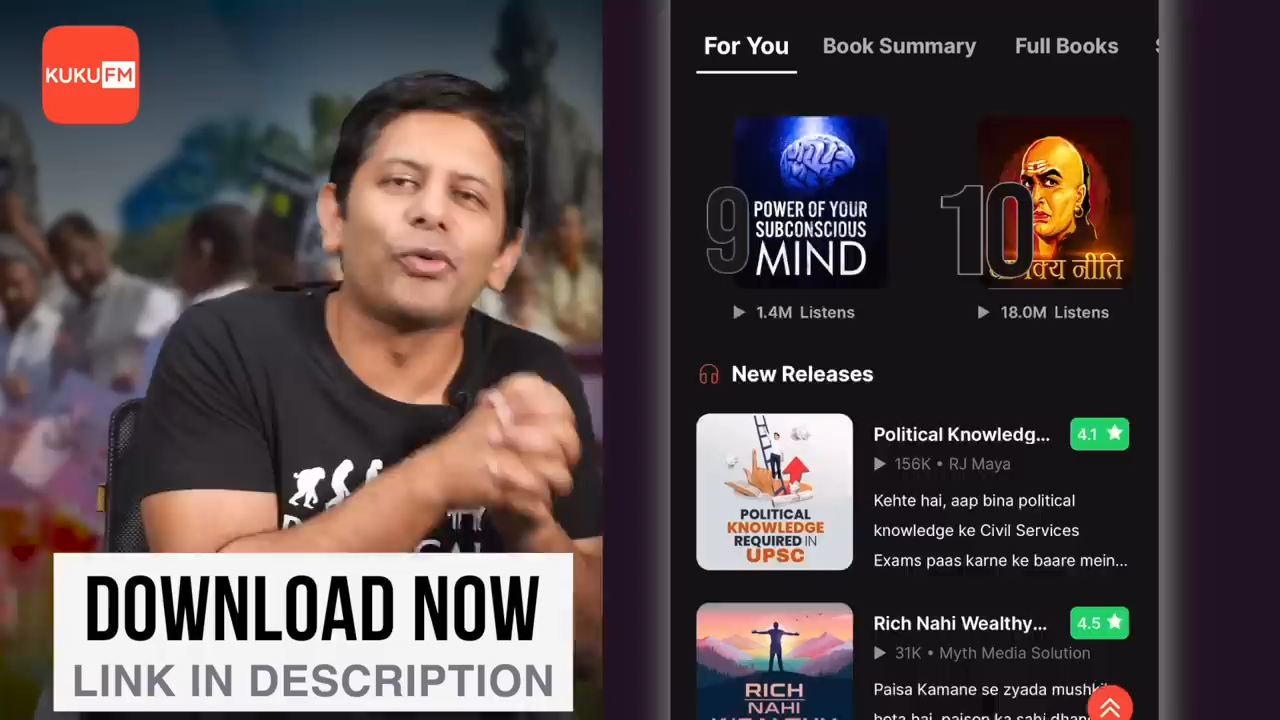 KUKU FM
DOWNLOAD NOW
LINK IN DESCRIPTION
For You
Book Summary
Full Books
9
POWER OF YOUR
SUBCONSCIOUS
MIND
1.4M Listens
10
नीति
18.0M Listens
New Releases
POLITICAL
KNOWLEDGE
REQUIRED IN
UPSC
Political Knowledg...
4.1
156K • RJ Maya
Kehte hai, aap bina political
knowledge ke Civil Services
Exams paas karne ke baare mein...
RICH
NAHI
Rich Nahi Wealthy...
4.5
31K • Myth Media Solution
Paisa Kamane se zyada